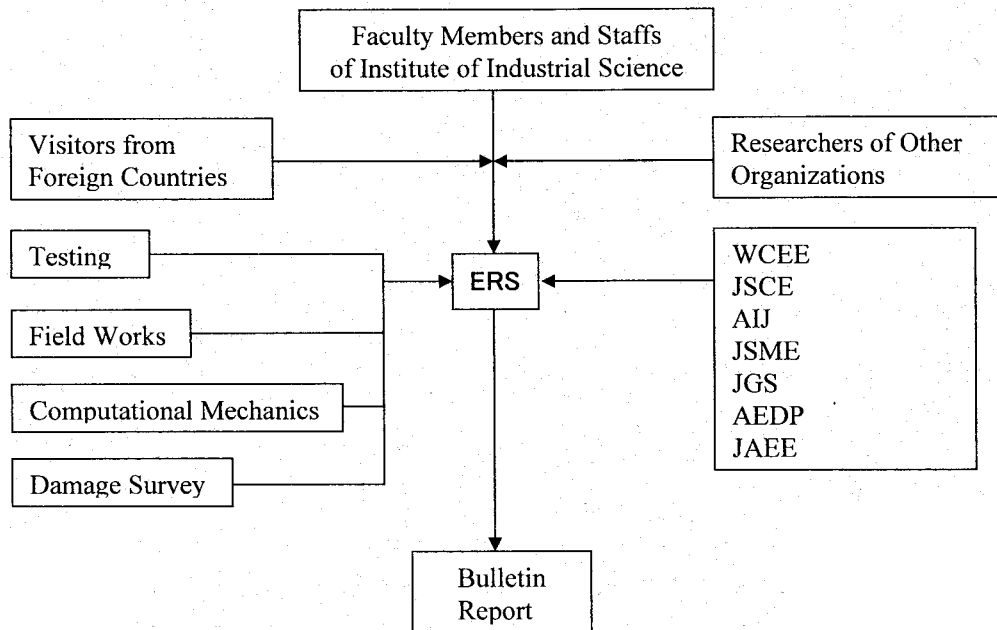 Faculty Members and Staffs
of Institute of Industrial Science
Visitors from
Foreign Countries
Researchers of Other
Organizations
Testing
Field Works
Computational Mechanics
Damage Survey
ERS
WCEE
JSCE
AIJ
JSME
JGS
AEDP
JAEE
Bulletin
Report